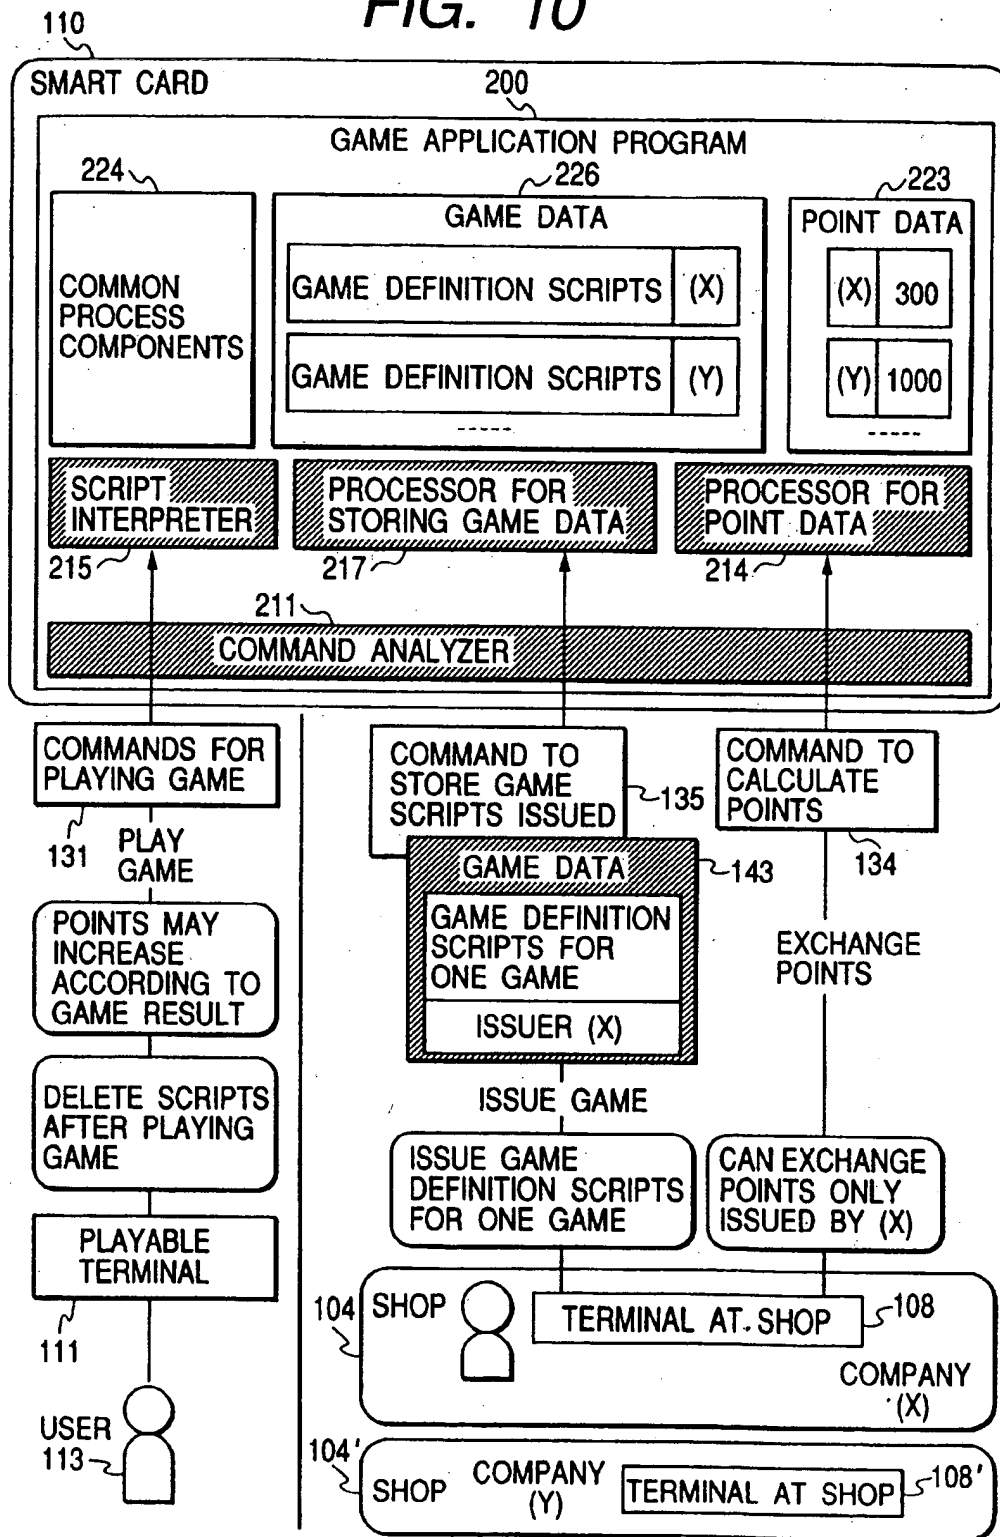 FIG. 10
110
SMART CARD
200
GAME APPLICATION PROGRAM
224
226
223
COMMON
PROCESS
COMPONENTS
GAME DATA
GAME DEFINITION SCRIPTS (X)
GAME DEFINITION SCRIPTS (Y)
-----
POINT DATA
(X) 300
(Y) 1000
-----
SCRIPT
INTERPRETER
215
PROCESSOR FOR
STORING GAME DATA
217
PROCESSOR FOR
POINT DATA
214
211
COMMAND ANALYZER
COMMANDS FOR
PLAYING GAME
131
PLAY
GAME
POINTS MAY
INCREASE
ACCORDING TO
GAME RESULT
DELETE SCRIPTS
AFTER PLAYING
GAME
PLAYABLE
TERMINAL
111
USER
113
COMMAND TO
STORE GAME
SCRIPTS ISSUED
135
GAME DATA
143
GAME DEFINITION
SCRIPTS FOR
ONE GAME
ISSUER (X)
ISSUE GAME
ISSUE GAME
DEFINITION SCRIPTS
FOR ONE GAME
COMMAND TO
CALCULATE
POINTS
134
EXCHANGE
POINTS
CAN EXCHANGE
POINTS ONLY
ISSUED BY (X)
104
SHOP
TERMINAL AT SHOP
108
COMPANY
(X)
104'
SHOP
COMPANY
(Y)
TERMINAL AT SHOP
108'